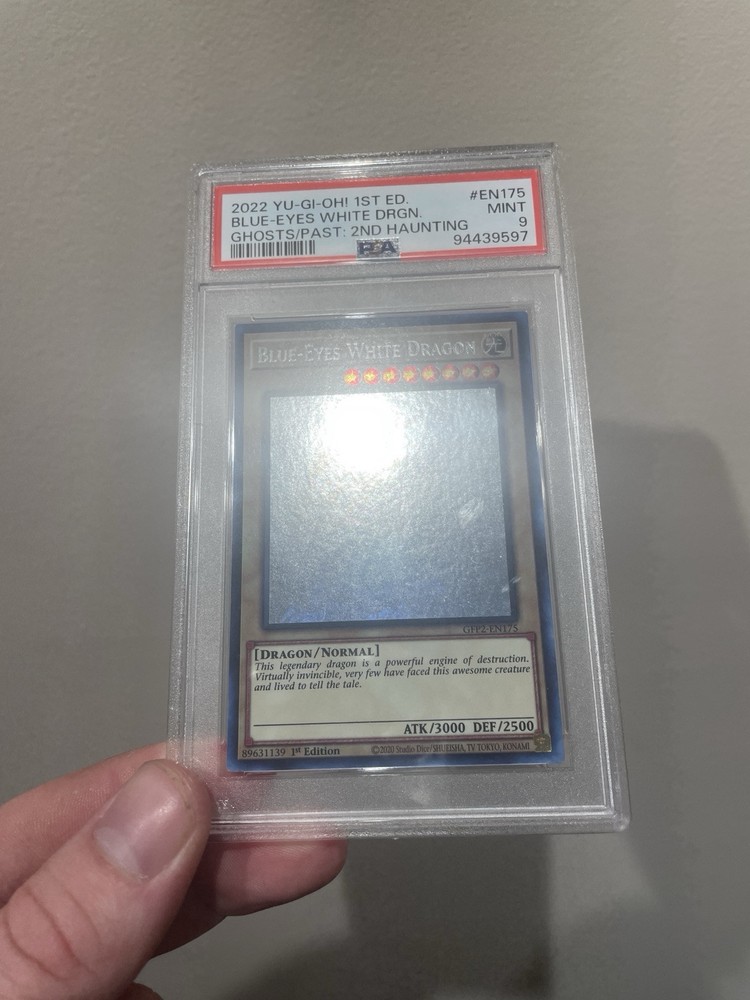 2022 YU-GI-OH! 1ST ED. #EN175
BLUE-EYES WHITE DRGN. MINT
GHOSTS/PAST: 2ND HAUNTING 9
PSA 94439597
BLUE-EYES WHITE DRAGON 光
GFP2-EN175
[DRAGON/NORMAL]
This legendary dragon is a powerful engine of destruction.
Virtually invincible, very few have faced this awesome creature
and lived to tell the tale.
ATK/3000 DEF/2500
89631139 1st Edition ©2020 Studio Dice/SHUEISHA, TV TOKYO, KONAMI